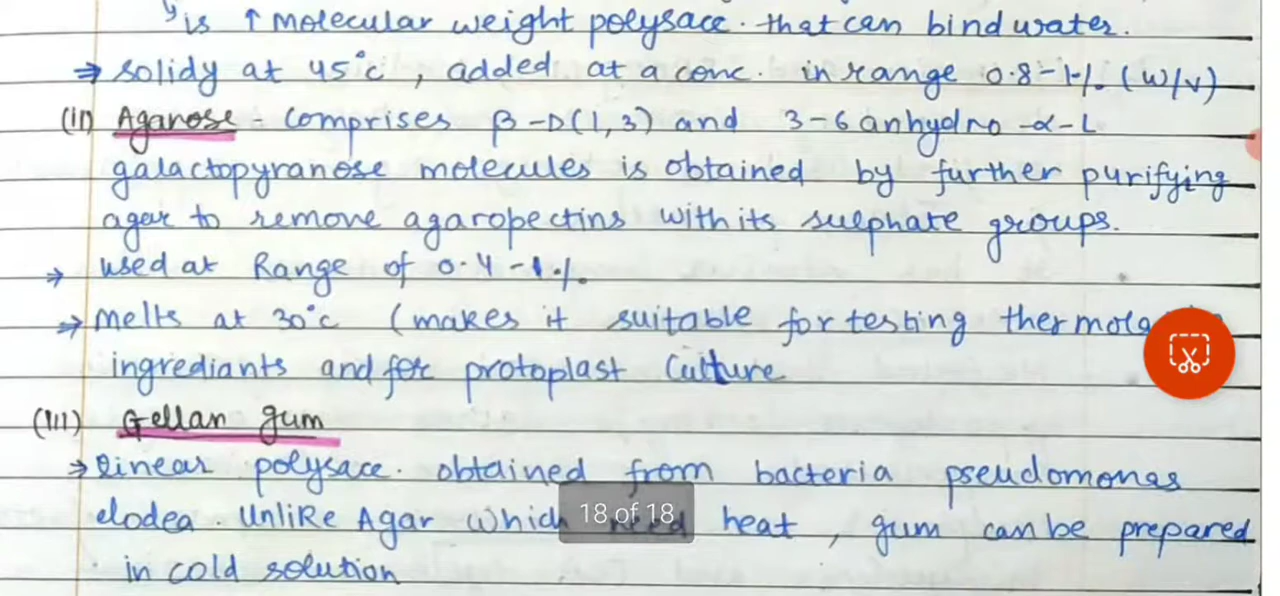 is ↑ molecular weight polysacc. that can bind water.
⇒ solidy at 45°c , added at a conc. in range 0.8-1%. (W/V)
(II) Agarose - comprises β-D(1,3) and 3-6 anhydro -α-L
galactopyranose molecules is obtained by further purifying
agar to remove agaropectins with its sulphate groups.
→ used at Range of 0.4-1%.
⇒ melts at 30°c (makes it suitable for testing
ingrediants and for protoplast Culture
(III) Gellan gum
⇒ linear polysacc. obtained from bacteria pseudomonas
elodea. Unlike Agar which need heat , gum can be prepared
18 of 18
in cold solution